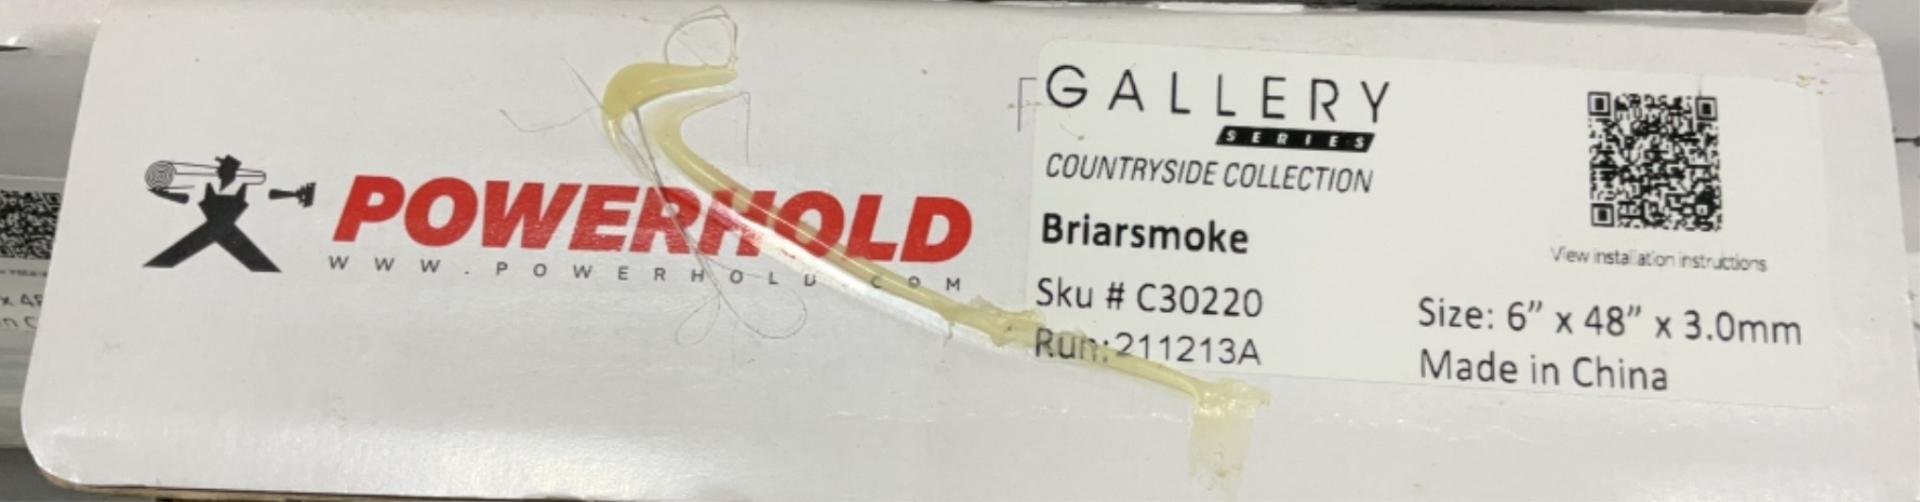 POWERHOLD
WWW.POWERHOLD.COM
GALLERY
SERIES
COUNTRYSIDE COLLECTION
Briarsmoke
Sku # C30220
Run:211213A
View installation instructions
Size: 6” x 48” x 3.0mm
Made in China